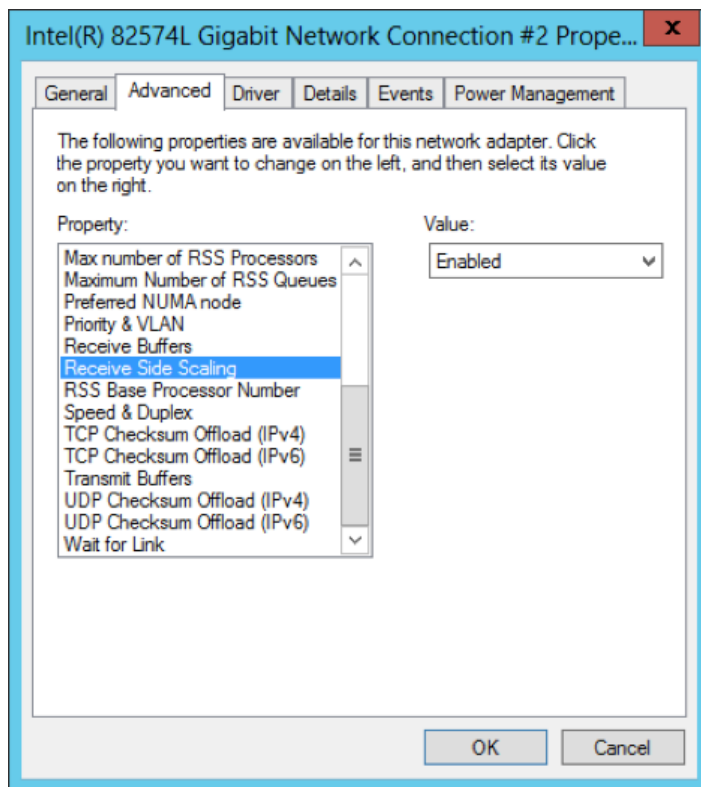 Intel(R) 82574L Gigabit Network Connection #2 Prope... x
General Advanced Driver Details Events Power Management
The following properties are available for this network adapter. Click
the property you want to change on the left, and then select its value
on the right.
Property:
Value:
Max number of RSS Processors
Maximum Number of RSS Queues
Preferred NUMA node
Priority & VLAN
Receive Buffers
Receive Side Scaling
RSS Base Processor Number
Speed & Duplex
TCP Checksum Offload (IPv4)
TCP Checksum Offload (IPv6)
Transmit Buffers
UDP Checksum Offload (IPv4)
UDP Checksum Offload (IPv6)
Wait for Link
Enabled
OK Cancel